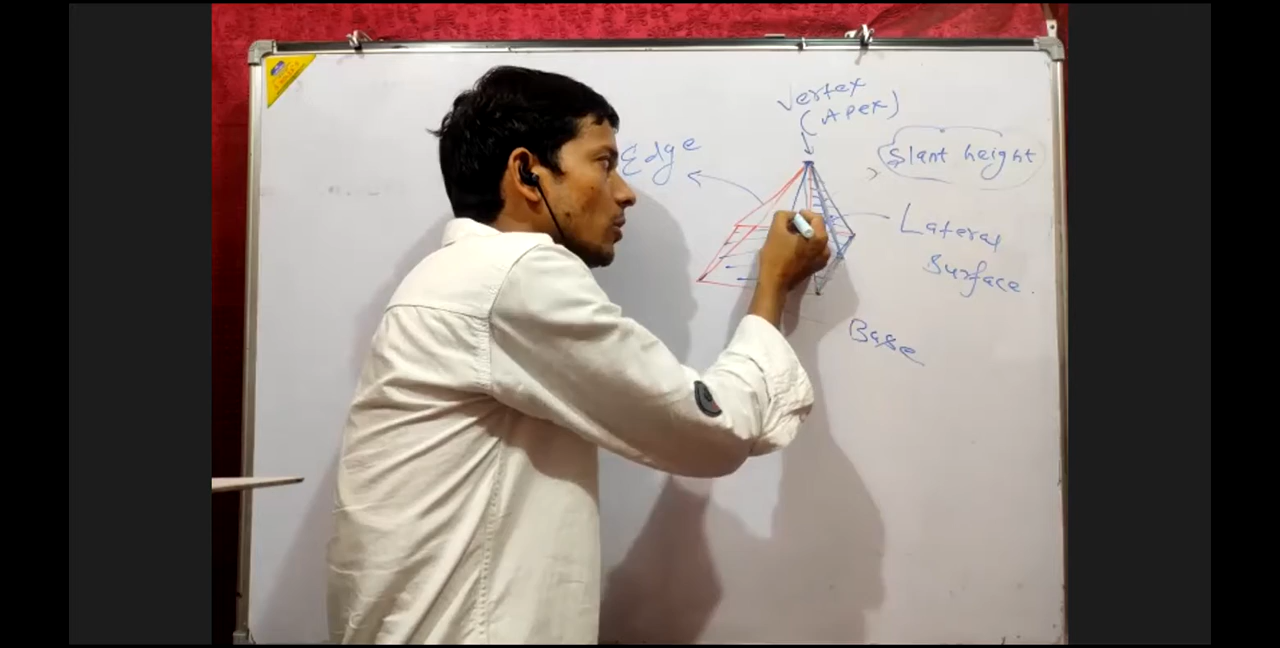 Vertex
(Apex)
Edge
Slant height
Lateral
Surface.
Base